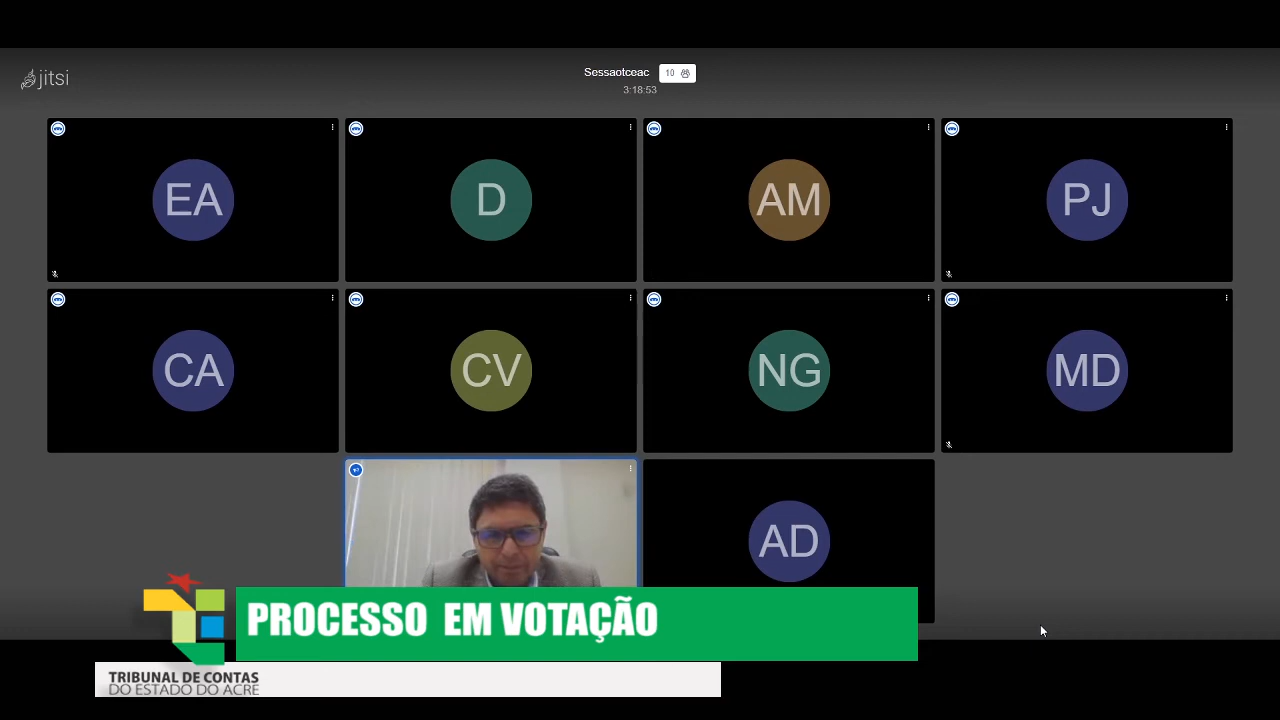 jitsi
Sessaotceac 10
3:18:53
EA
D
AM
PJ
CA
CV
NG
MD
AD
PROCESSO EM VOTAÇÃO
TRIBUNAL DE CONTAS
DO ESTADO DO ACRE